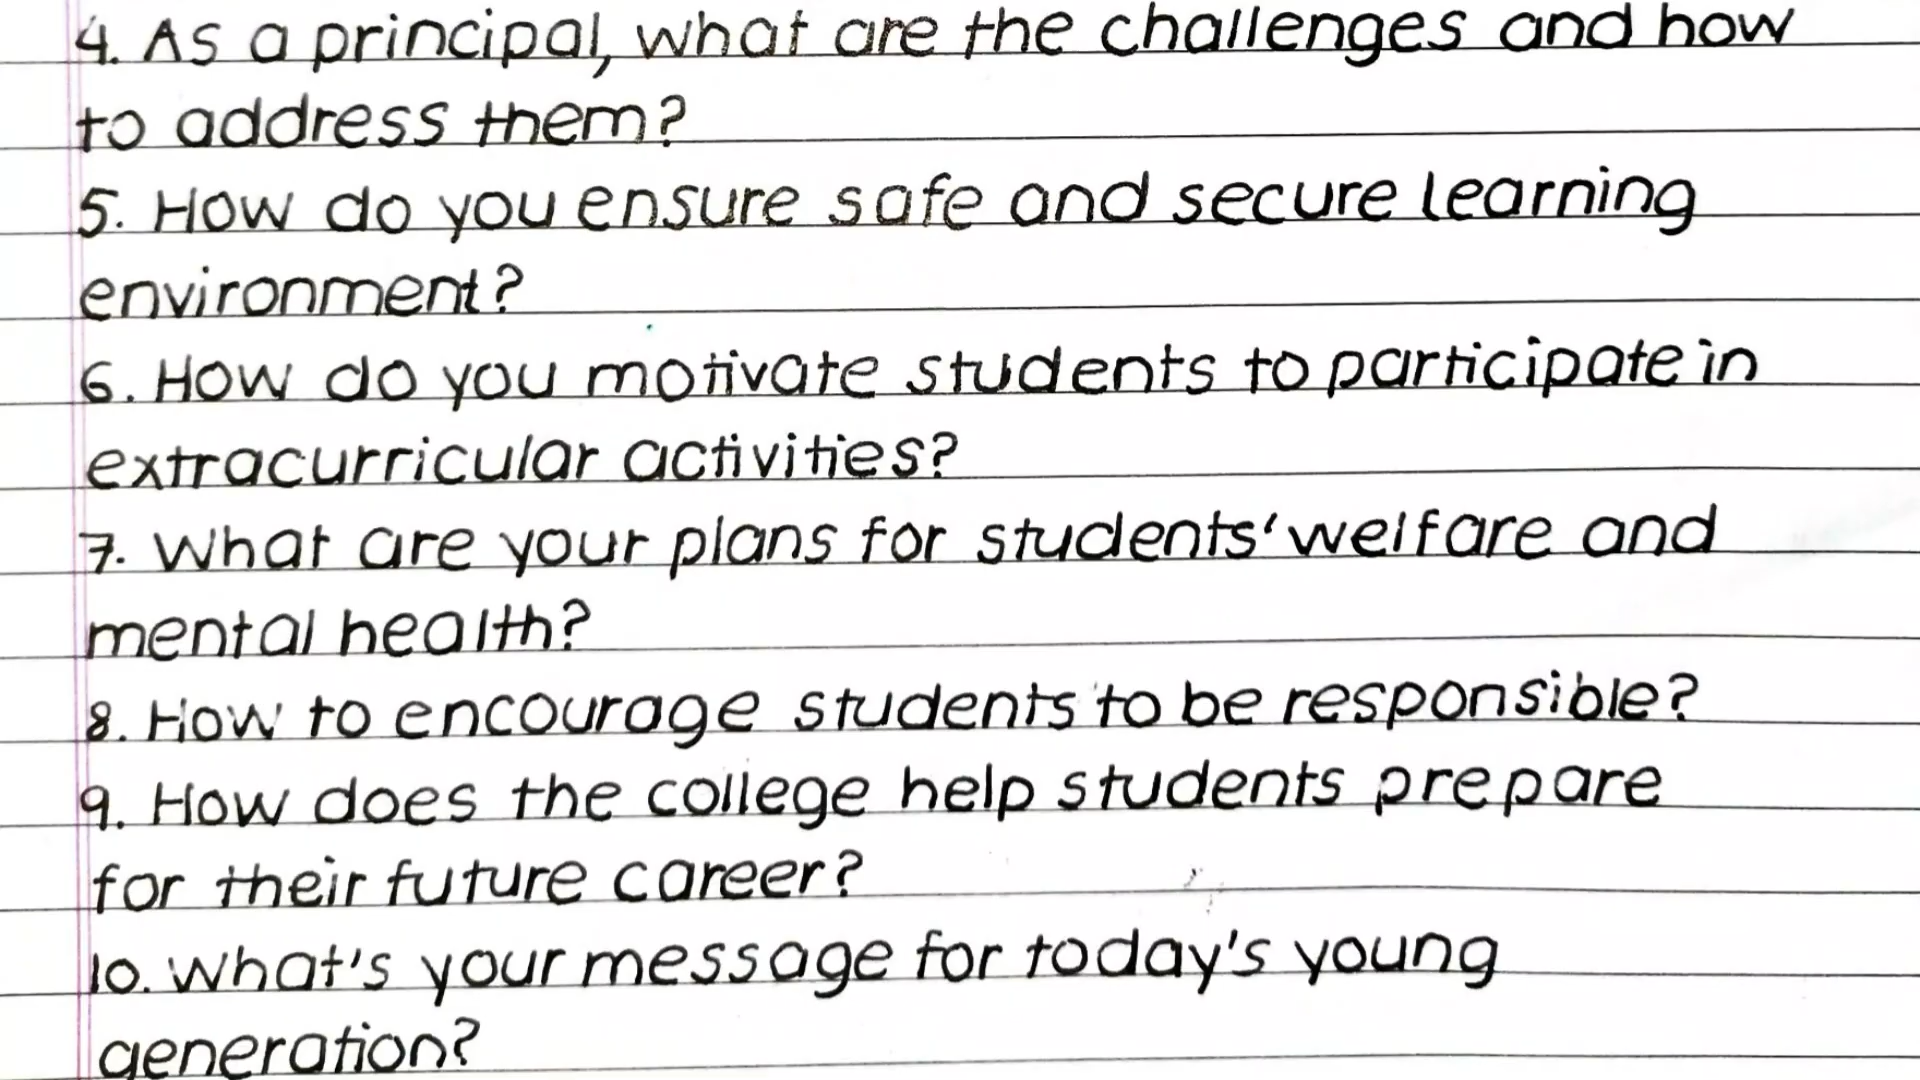 4. As a principal, what are the challenges and how
to address them?
5. How do you ensure safe and secure learning
environment?
6. How do you motivate students to participate in
extracurricular activities?
7. What are your plans for students' welfare and
mental health?
8. How to encourage students to be responsible?
9. How does the college help students prepare
for their future career?
10. What's your message for today's young
generation?